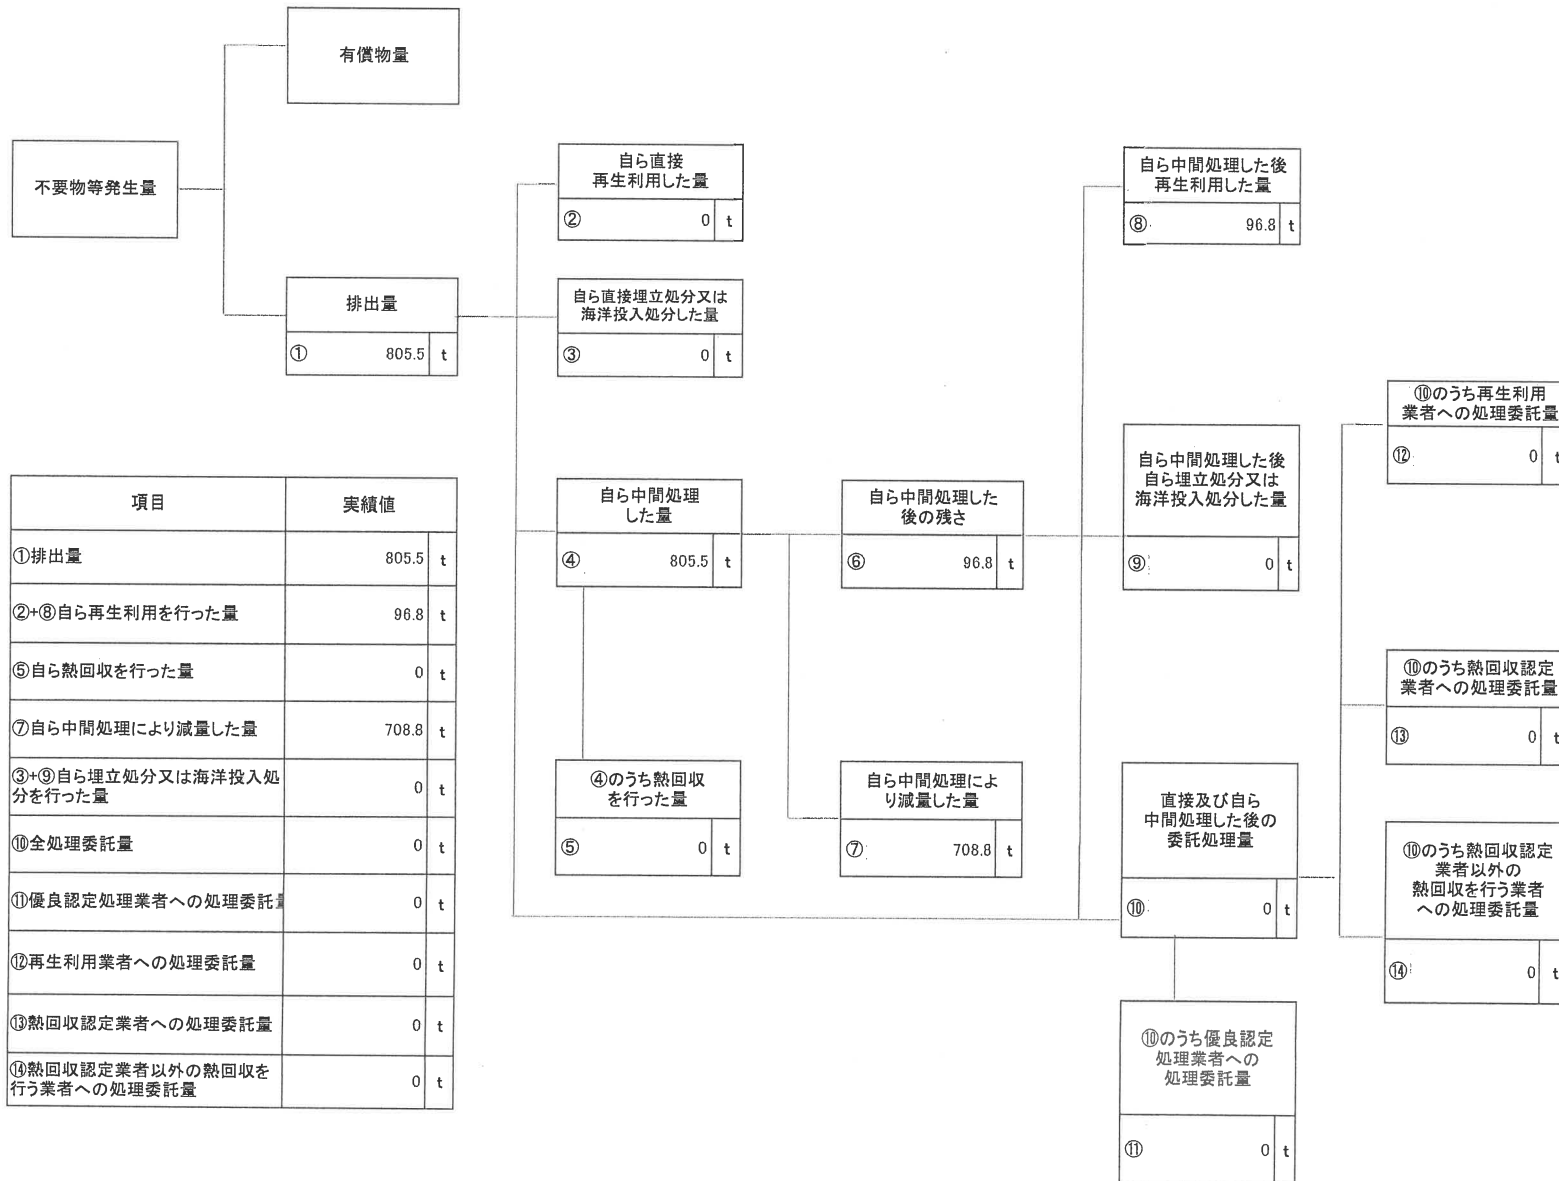 有償物量
不要物等発生量
自ら直接
再生利用した量
② 0 t
自ら中間処理した後
再生利用した量
⑧ 96.8 t
排出量
① 805.5 t
自ら直接埋立処分又は
海洋投入処分した量
③ 0 t
⑩のうち再生利用
業者への処理委託量
⑫ 0 t
自ら中間処理した後
自ら埋立処分又は
海洋投入処分した量
⑨ 0 t
自ら中間処理
した量
④ 805.5 t
自ら中間処理した
後の残さ
⑥ 96.8 t
項目 実績値
①排出量 805.5 t
②+⑧自ら再生利用を行った量 96.8 t
⑤自ら熱回収を行った量 0 t
⑦自ら中間処理により減量した量 708.8 t
③+⑨自ら埋立処分又は海洋投入処
分を行った量 0 t
⑩全処理委託量 0 t
⑪優良認定処理業者への処理委託量 0 t
⑫再生利用業者への処理委託量 0 t
⑬熱回収認定業者への処理委託量 0 t
⑭熱回収認定業者以外の熱回収を
行う業者への処理委託量 0 t
⑩のうち熱回収認定
業者への処理委託量
⑬ 0 t
④のうち熱回収
を行った量
⑤ 0 t
自ら中間処理によ
り減量した量
⑦ 708.8 t
直接及び自ら
中間処理した後の
委託処理量
⑩ 0 t
⑩のうち熱回収認定
業者以外の
熱回収を行う業者
への処理委託量
⑭ 0 t
⑩のうち優良認定
処理業者への
処理委託量
⑪ 0 t